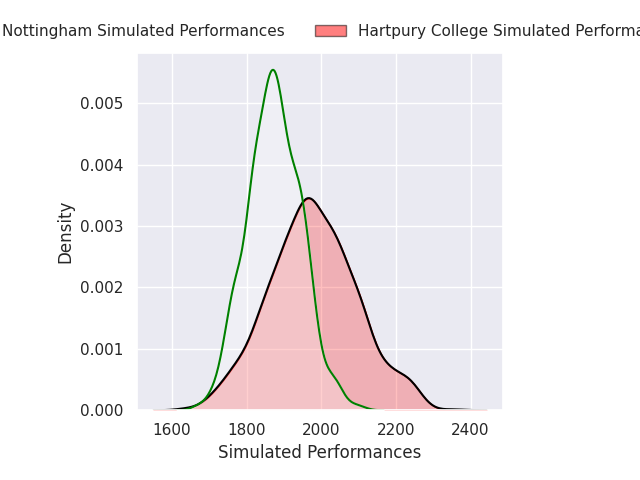 Nottingham Simulated Performances
Hartpury College Simulated
0.005
0.004
0.003
0.002
0.001
0.000
Density
1600 1800 2000 2200 2400
Simulated Performances